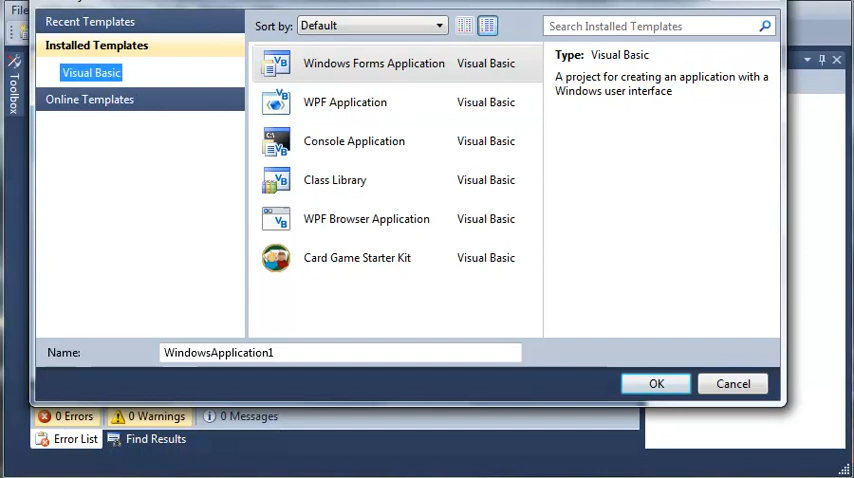 File
Toolbox
Recent Templates
Installed Templates
Visual Basic
Online Templates
Sort by: Default
Search Installed Templates
Windows Forms Application Visual Basic
WPF Application Visual Basic
Console Application Visual Basic
Class Library Visual Basic
WPF Browser Application Visual Basic
Card Game Starter Kit Visual Basic
Type: Visual Basic
A project for creating an application with a
Windows user interface
Name: WindowsApplication1
OK Cancel
0 Errors 0 Warnings 0 Messages
Error List Find Results